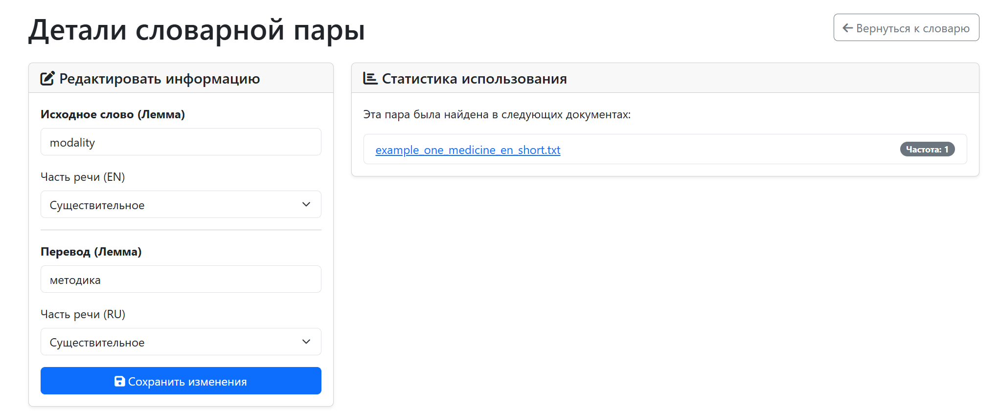 Детали словарной пары
Вернуться к словарю
Редактировать информацию
Исходное слово (Лемма)
modality
Часть речи (EN)
Существительное
Перевод (Лемма)
методика
Часть речи (RU)
Существительное
Сохранить изменения
Статистика использования
Эта пара была найдена в следующих документах:
example_one_medicine_en_short.txt
Частота: 1